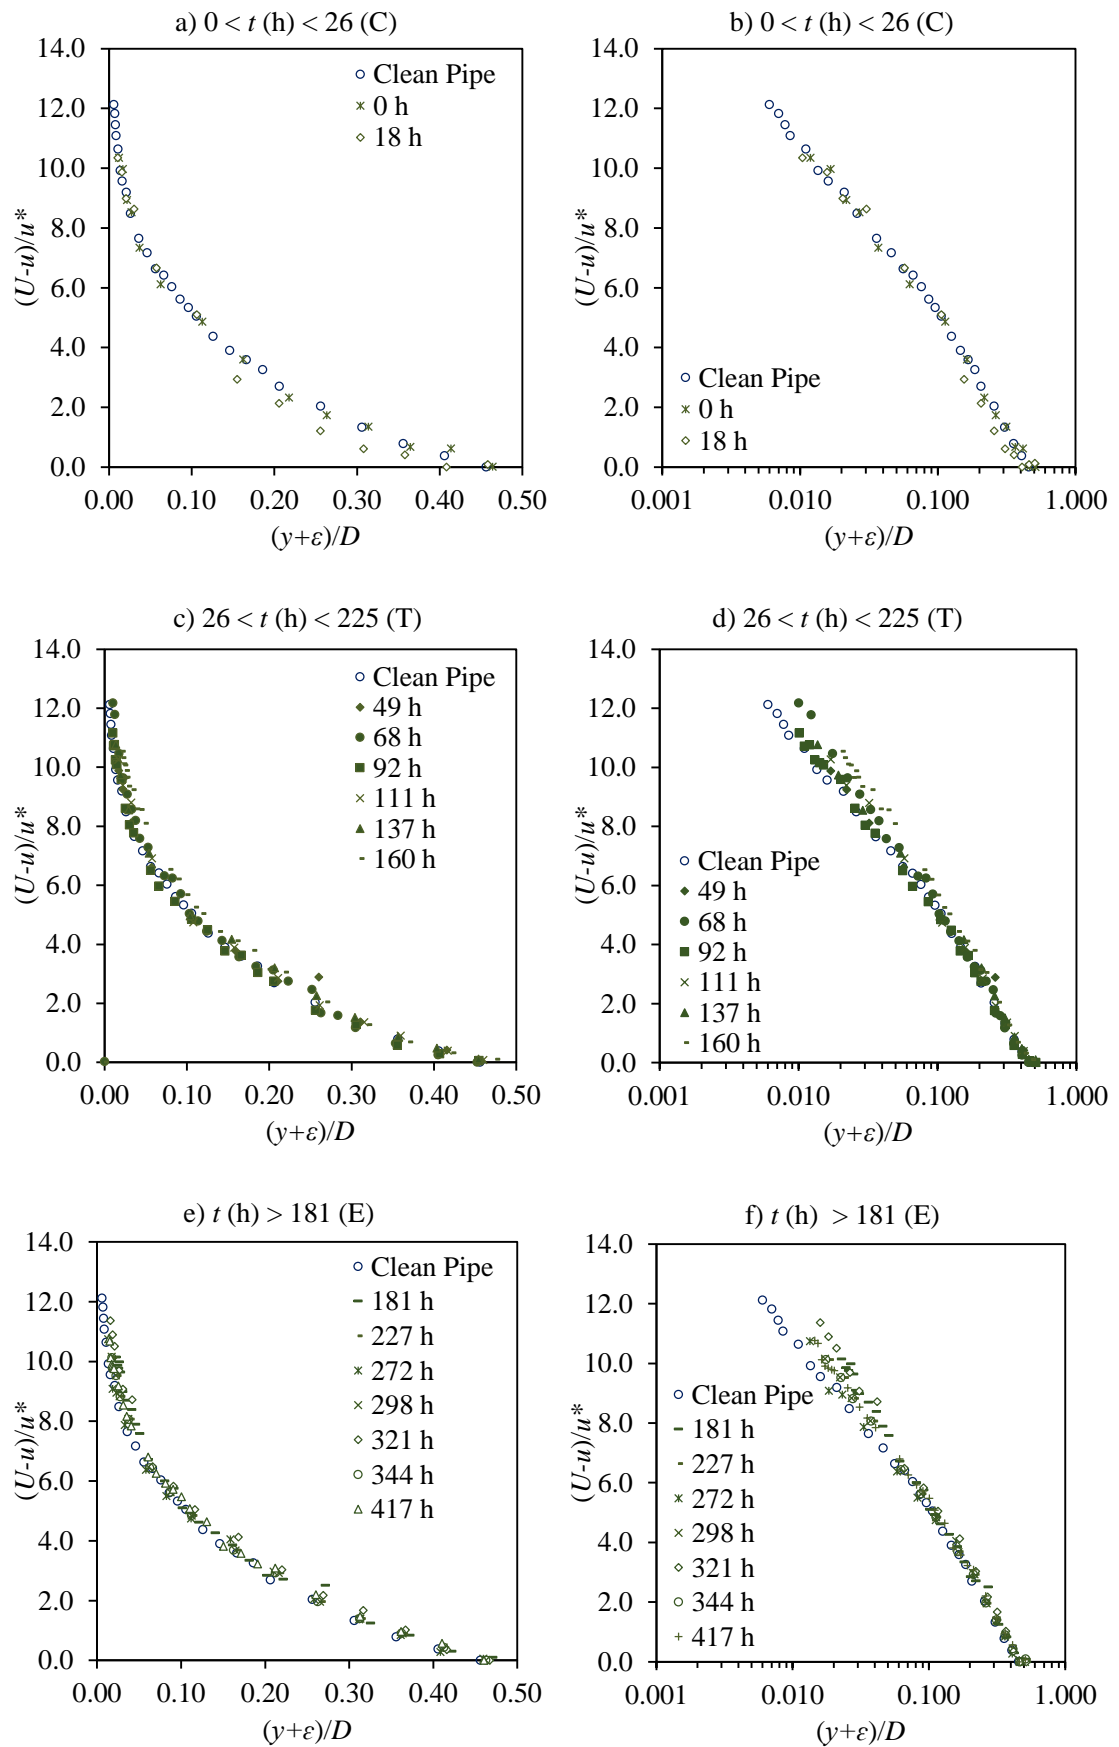 a) 0 < t (h) < 26 (C)
14.0
12.0
10.0
8.0
6.0
4.0
2.0
0.0
(U-u)/u*
Clean Pipe
0 h
18 h
0.00 0.10 0.20 0.30 0.40 0.50
(y+ε)/D
b) 0 < t (h) < 26 (C)
14.0
12.0
10.0
8.0
6.0
4.0
2.0
0.0
(U-u)/u*
Clean Pipe
0 h
18 h
0.001 0.010 0.100 1.000
(y+ε)/D
c) 26 < t (h) < 225 (T)
14.0
12.0
10.0
8.0
6.0
4.0
2.0
0.0
(U-u)/u*
Clean Pipe
49 h
68 h
92 h
111 h
137 h
160 h
0.00 0.10 0.20 0.30 0.40 0.50
(y+ε)/D
d) 26 < t (h) < 225 (T)
14.0
12.0
10.0
8.0
6.0
4.0
2.0
0.0
(U-u)/u*
Clean Pipe
49 h
68 h
92 h
111 h
137 h
160 h
0.001 0.010 0.100 1.000
(y+ε)/D
e) t (h) > 181 (E)
14.0
12.0
10.0
8.0
6.0
4.0
2.0
0.0
(U-u)/u*
Clean Pipe
181 h
227 h
272 h
298 h
321 h
344 h
417 h
0.00 0.10 0.20 0.30 0.40 0.50
(y+ε)/D
f) t (h) > 181 (E)
14.0
12.0
10.0
8.0
6.0
4.0
2.0
0.0
(U-u)/u*
Clean Pipe
181 h
227 h
272 h
298 h
321 h
344 h
417 h
0.001 0.010 0.100 1.000
(y+ε)/D